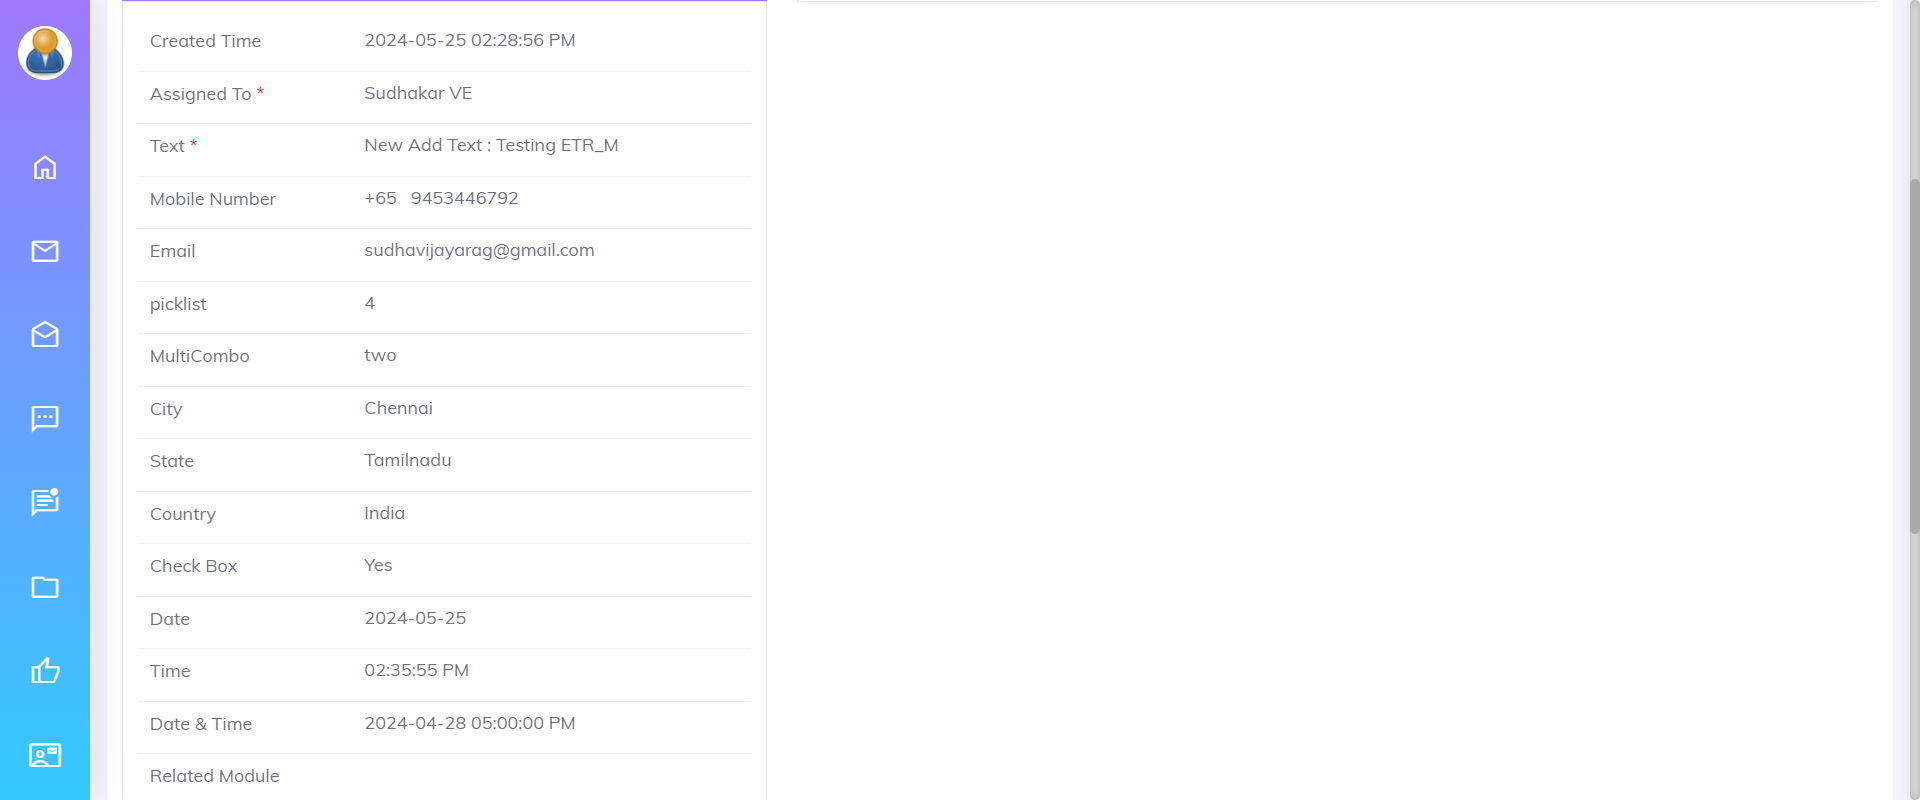 Created Time 2024-05-25 02:28:56 PM
Assigned To * Sudhakar VE
Text * New Add Text : Testing ETR_M
Mobile Number +65 9453446792
Email sudhavijayarag@gmail.com
picklist 4
MultiCombo two
City Chennai
State Tamilnadu
Country India
Check Box Yes
Date 2024-05-25
Time 02:35:55 PM
Date & Time 2024-04-28 05:00:00 PM
Related Module